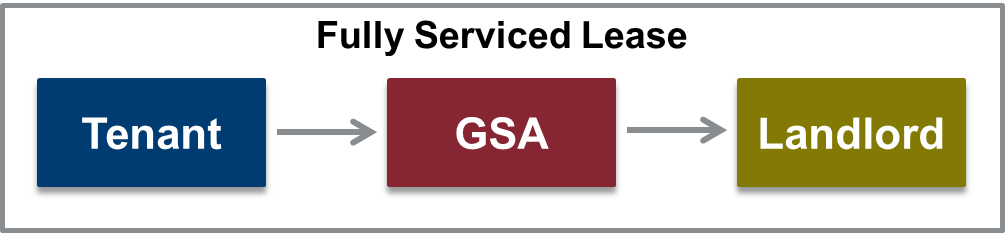 Fully Serviced Lease
Tenant
GSA
Landlord